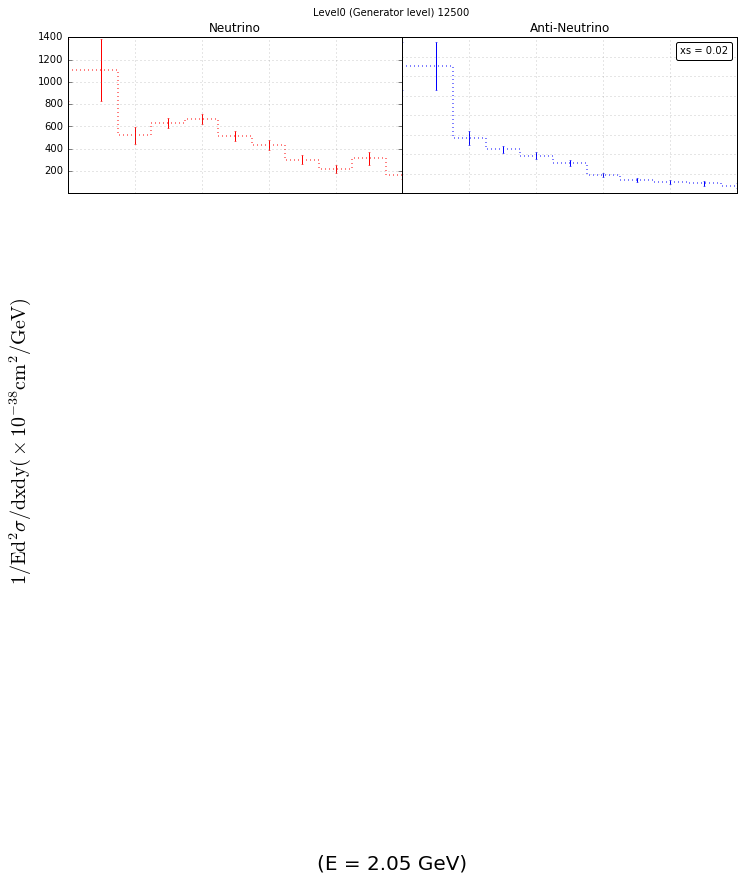 Level0 (Generator level) 12500
Neutrino
Anti-Neutrino
1400
1200
1000
800
600
400
200
xs = 0.02
1/Ed²σ/dxdy(×10⁻³⁸cm²/GeV)
(E = 2.05 GeV)